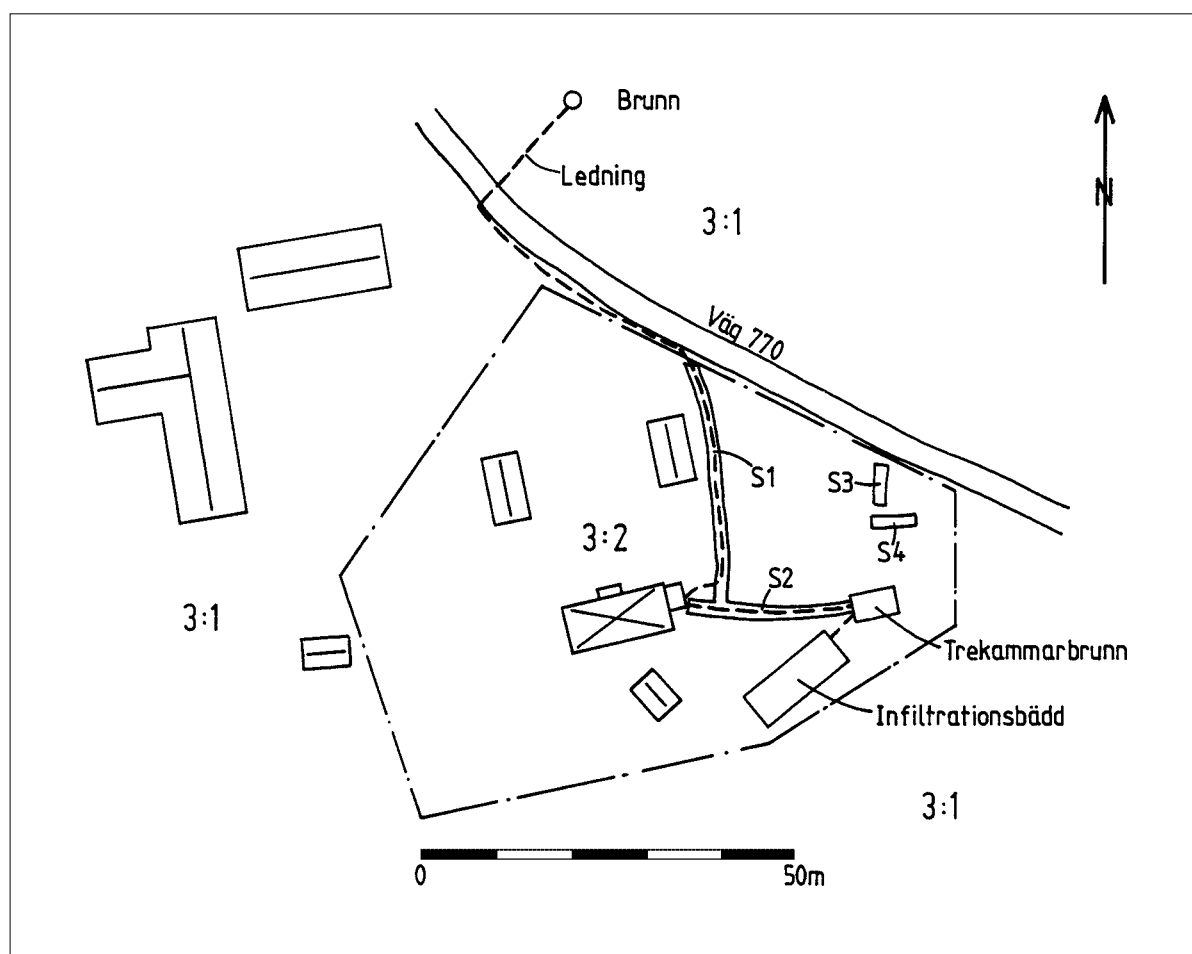 Brunn
Ledning
N
3:1
Väg 770
S1
S3
S4
3:2
S2
3:1
Trekammarbrunn
Infiltrationsbädd
3:1
0
50m